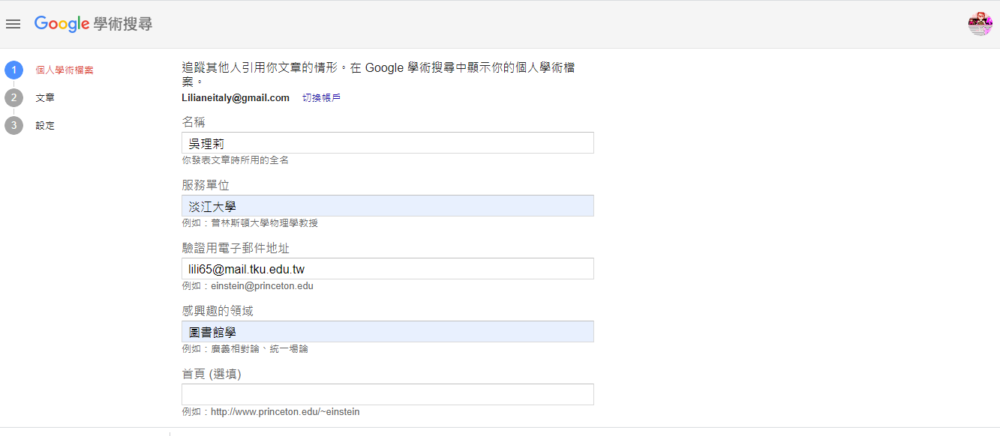 Google 學術搜尋
1 個人學術檔案
2 文章
3 設定
追蹤其他人引用你文章的情形。在 Google 學術搜尋中顯示你的個人學術檔
案。
Lilianeitaly@gmail.com 切換帳戶
名稱
吳理莉
你發表文章時所用的全名
服務單位
淡江大學
例如：普林斯頓大學物理學教授
驗證用電子郵件地址
lili65@mail.tku.edu.tw
例如：einstein@princeton.edu
感興趣的領域
圖書館學
例如：廣義相對論、統一場論
首頁 (選填)
例如：http://www.princeton.edu/~einstein